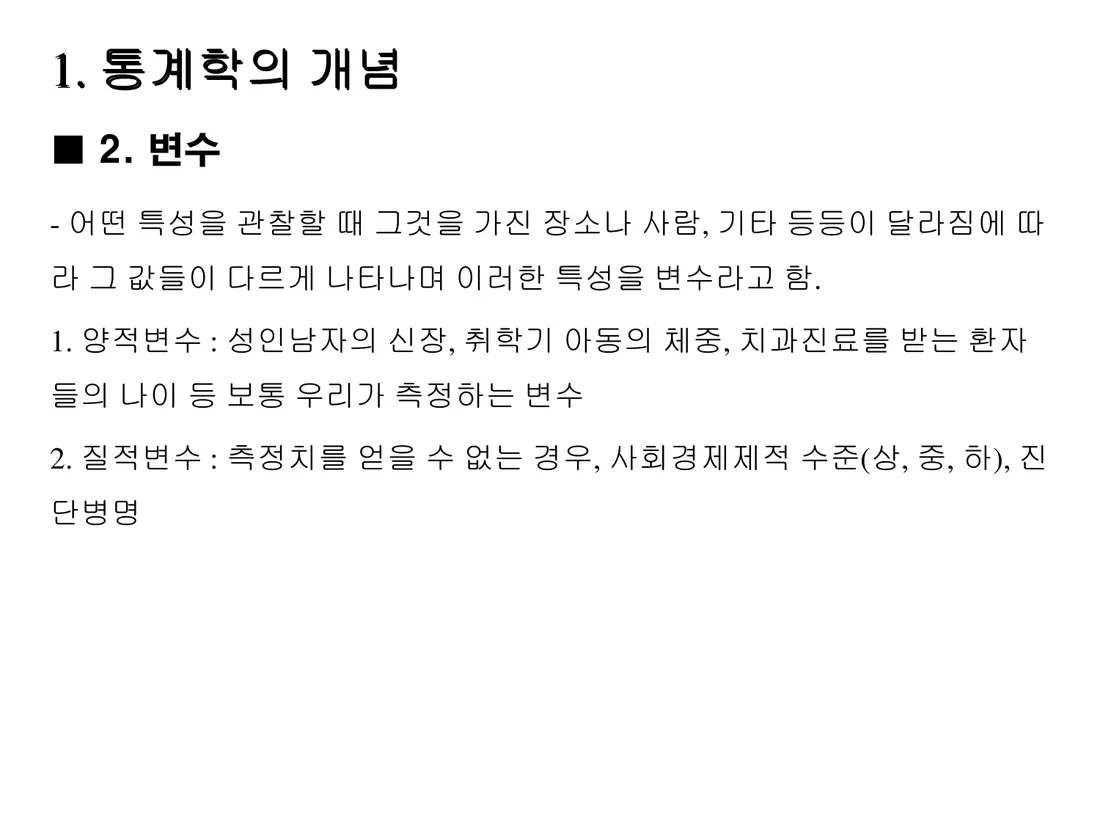 1. 통계학의 개념
■ 2. 변수
- 어떤 특성을 관찰할 때 그것을 가진 장소나 사람, 기타 등등이 달라짐에 따
라 그 값들이 다르게 나타나며 이러한 특성을 변수라고 함.
1. 양적변수 : 성인남자의 신장, 취학기 아동의 체중, 치과진료를 받는 환자
들의 나이 등 보통 우리가 측정하는 변수
2. 질적변수 : 측정치를 얻을 수 없는 경우, 사회경제제적 수준(상, 중, 하), 진
단병명